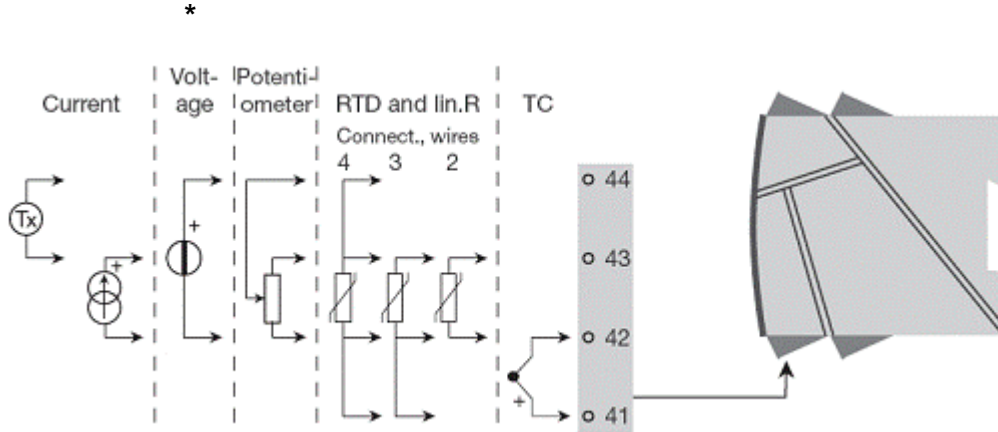 *
Volt- Potenti-
Current age ometer RTD and lin.R TC
Connect., wires
4 3 2
44
Tx
+
43
+
42
+
41